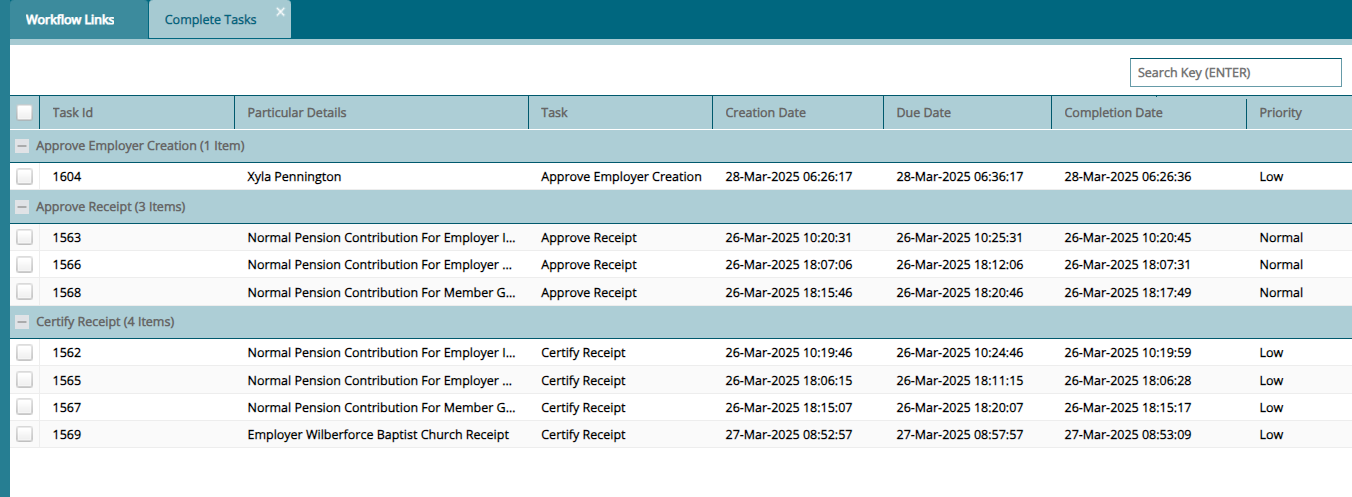 Workflow Links Complete Tasks
Search Key (ENTER)
Task Id Particular Details Task Creation Date Due Date Completion Date Priority
Approve Employer Creation (1 Item)
1604 Xyla Pennington Approve Employer Creation 28-Mar-2025 06:26:17 28-Mar-2025 06:36:17 28-Mar-2025 06:26:36 Low
Approve Receipt (3 Items)
1563 Normal Pension Contribution For Employer I... Approve Receipt 26-Mar-2025 10:20:31 26-Mar-2025 10:25:31 26-Mar-2025 10:20:45 Normal
1566 Normal Pension Contribution For Employer ... Approve Receipt 26-Mar-2025 18:07:06 26-Mar-2025 18:12:06 26-Mar-2025 18:07:31 Normal
1568 Normal Pension Contribution For Member G... Approve Receipt 26-Mar-2025 18:15:46 26-Mar-2025 18:20:46 26-Mar-2025 18:17:49 Normal
Certify Receipt (4 Items)
1562 Normal Pension Contribution For Employer I... Certify Receipt 26-Mar-2025 10:19:46 26-Mar-2025 10:24:46 26-Mar-2025 10:19:59 Low
1565 Normal Pension Contribution For Employer ... Certify Receipt 26-Mar-2025 18:06:15 26-Mar-2025 18:11:15 26-Mar-2025 18:06:28 Low
1567 Normal Pension Contribution For Member G... Certify Receipt 26-Mar-2025 18:15:07 26-Mar-2025 18:20:07 26-Mar-2025 18:15:17 Low
1569 Employer Wilberforce Baptist Church Receipt Certify Receipt 27-Mar-2025 08:52:57 27-Mar-2025 08:57:57 27-Mar-2025 08:53:09 Low